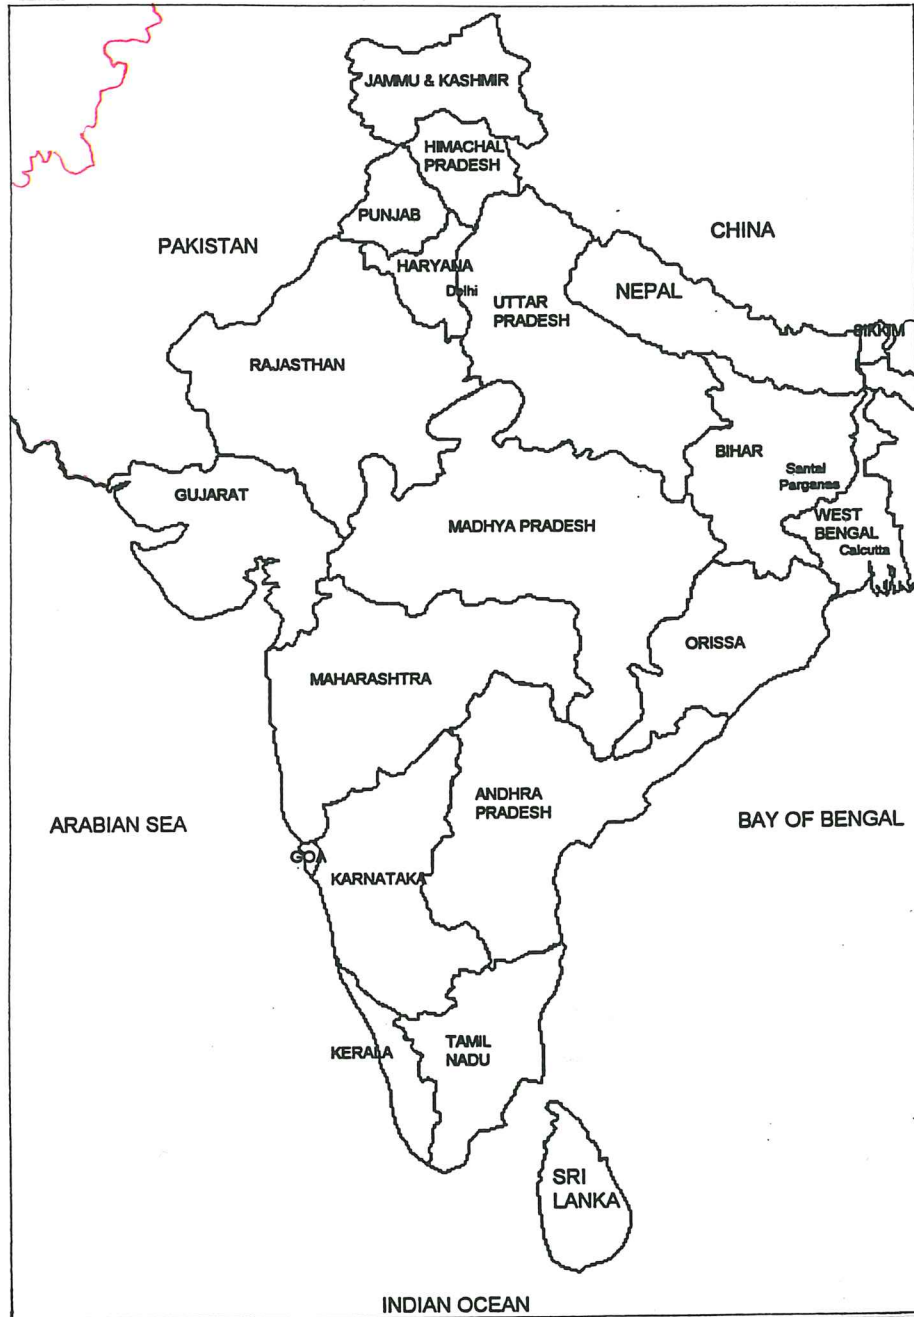 JAMMU & KASHMIR
HIMACHAL
PRADESH
PUNJAB
CHINA
PAKISTAN
HARYANA
Delhi
NEPAL
UTTAR
PRADESH
SIKKIM
RAJASTHAN
BIHAR
Santal
Parganas
GUJARAT
MADHYA PRADESH
WEST
BENGAL
Calcutta
ORISSA
MAHARASHTRA
ANDHRA
PRADESH
ARABIAN SEA
BAY OF BENGAL
GOA
KARNATAKA
KERALA
TAMIL
NADU
SRI
LANKA
INDIAN OCEAN